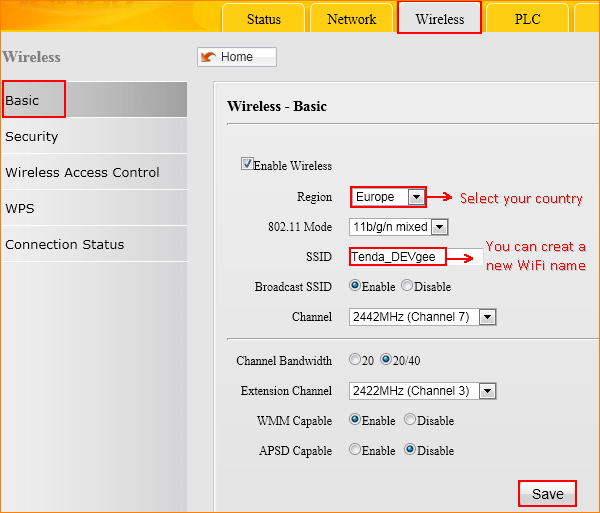 Status Network Wireless PLC
Wireless
Home
Basic
Security
Wireless Access Control
WPS
Connection Status
Wireless - Basic
Enable Wireless
Region Europe Select your country
802.11 Mode 11b/g/n mixed
SSID Tenda_DEVgee You can creat a
new WiFi name
Broadcast SSID Enable Disable
Channel 2442MHz (Channel 7)
Channel Bandwidth 20 20/40
Extension Channel 2422MHz (Channel 3)
WMM Capable Enable Disable
APSD Capable Enable Disable
Save